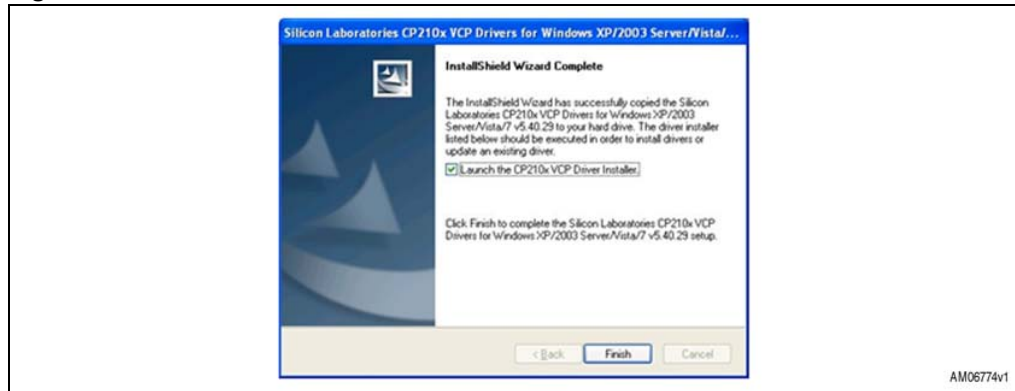 Silicon Laboratories CP210x VCP Drivers for Windows XP/2003 Server/Vista/...
InstallShield Wizard Complete
The InstallShield Wizard has successfully copied the Silicon
Laboratories CP210x VCP Drivers for Windows XP/2003
Server/Vista/7 v5.40.29 to your hard drive. The driver installer
listed below should be executed in order to install drivers or
update an existing driver.
Launch the CP210x VCP Driver Installer.
Click Finish to complete the Silicon Laboratories CP210x VCP
Drivers for Windows XP/2003 Server/Vista/7 v5.40.29 setup.
< Back Finish Cancel
AM06774v1